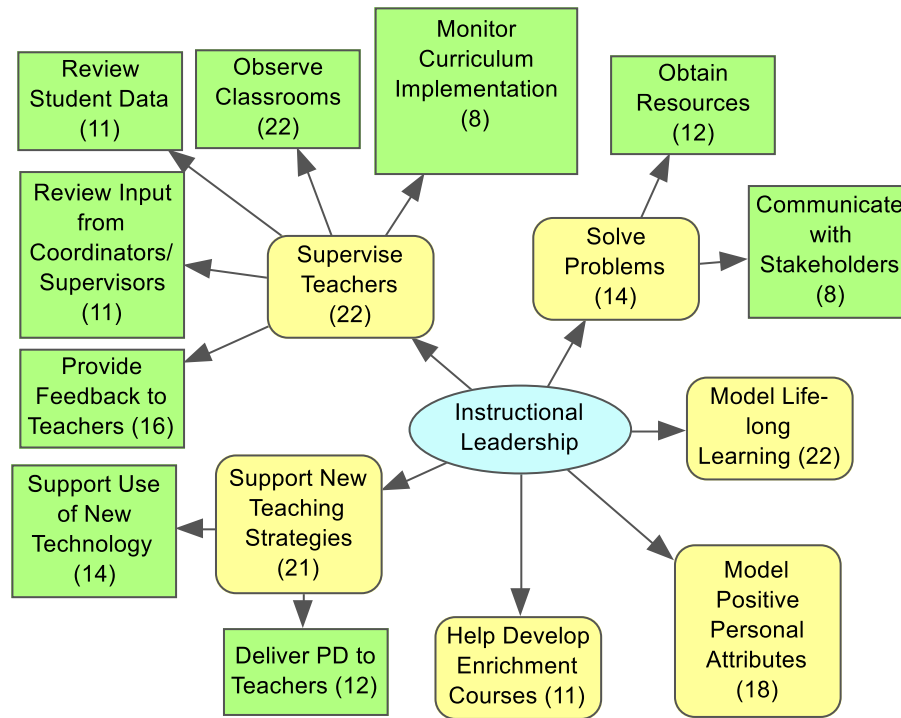 Monitor
Curriculum
Implementation
(8)
Review
Student Data
(11)
Observe
Classrooms
(22)
Obtain
Resources
(12)
Review Input
from
Coordinators/
Supervisors
(11)
Communicate
with
Stakeholders
(8)
Supervise
Teachers
(22)
Solve
Problems
(14)
Provide
Feedback to
Teachers (16)
Instructional
Leadership
Model Life-
long
Learning (22)
Support Use
of New
Technology
(14)
Support New
Teaching
Strategies
(21)
Model
Positive
Personal
Attributes
(18)
Help Develop
Enrichment
Courses (11)
Deliver PD to
Teachers (12)